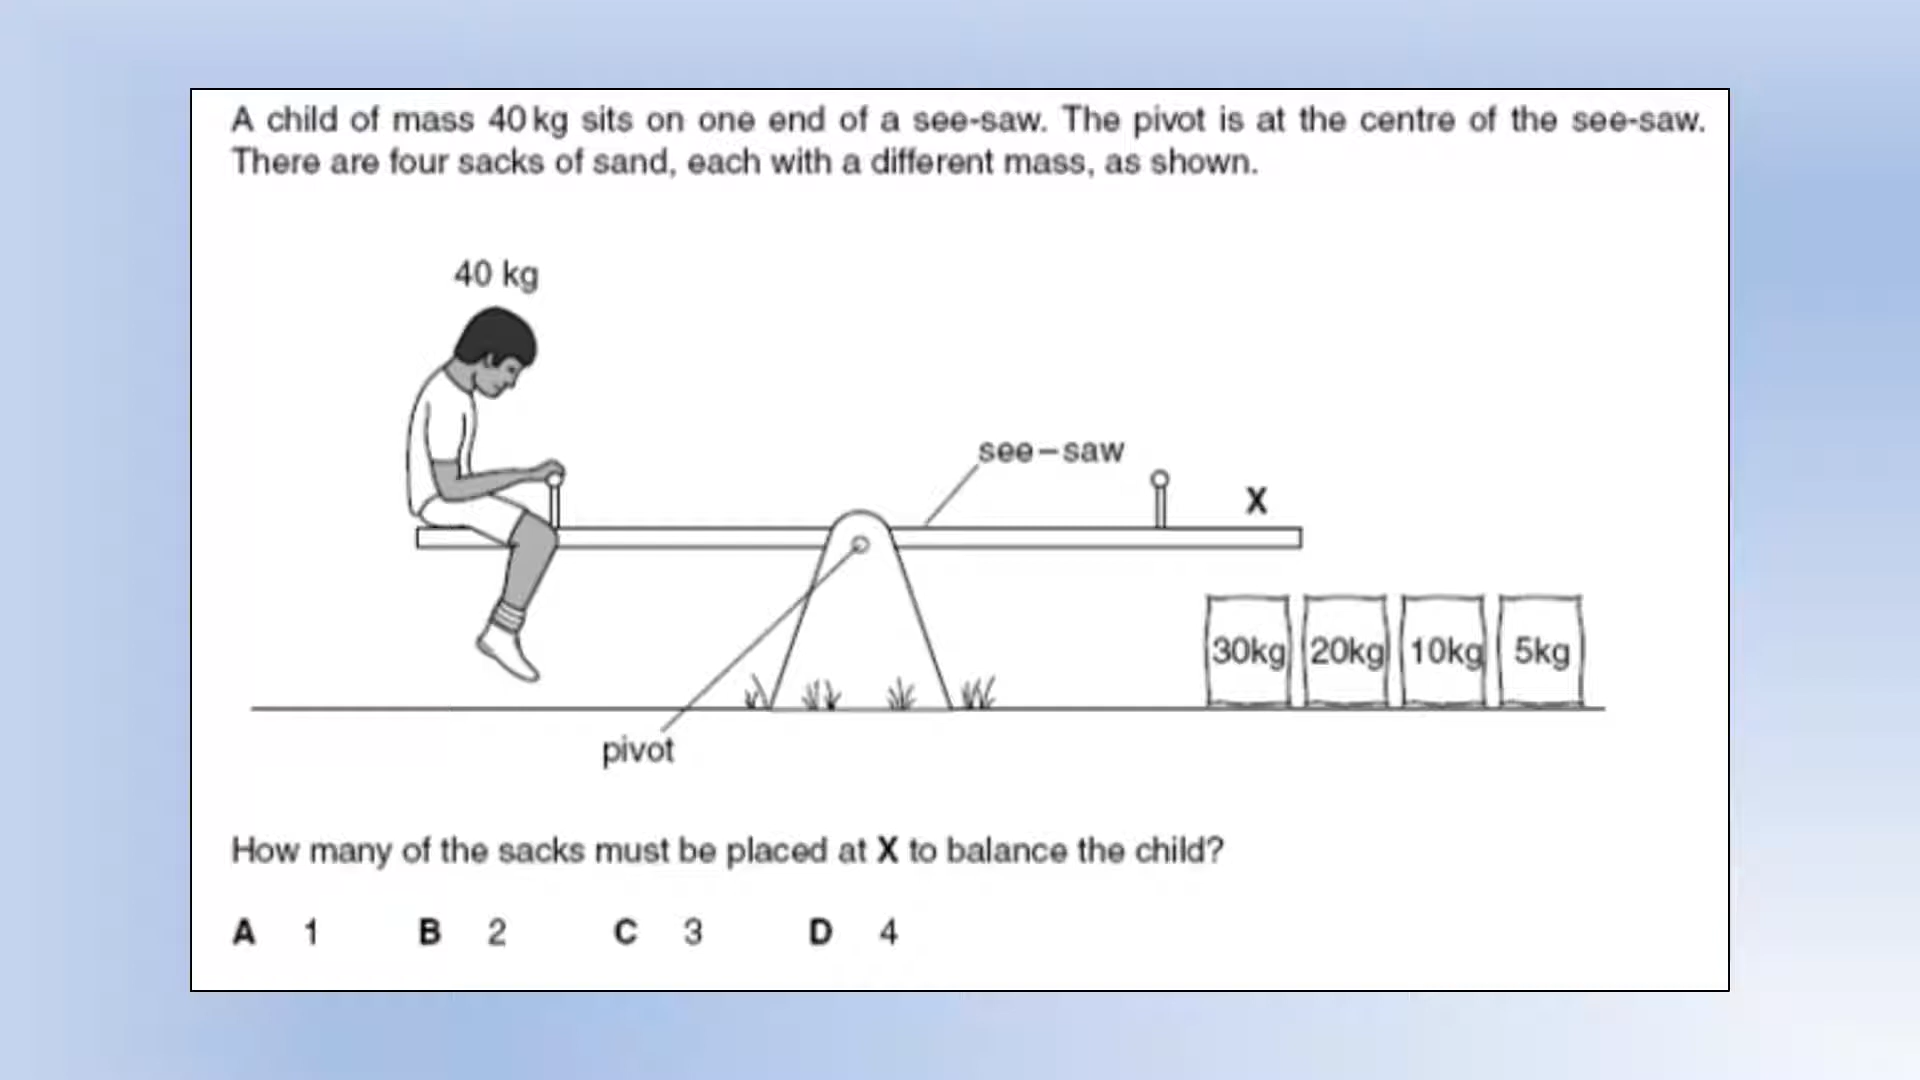 A child of mass 40 kg sits on one end of a see-saw. The pivot is at the centre of the see-saw.
There are four sacks of sand, each with a different mass, as shown.
40 kg
see-saw
X
30kg 20kg 10kg 5kg
pivot
How many of the sacks must be placed at X to balance the child?
A 1 B 2 C 3 D 4